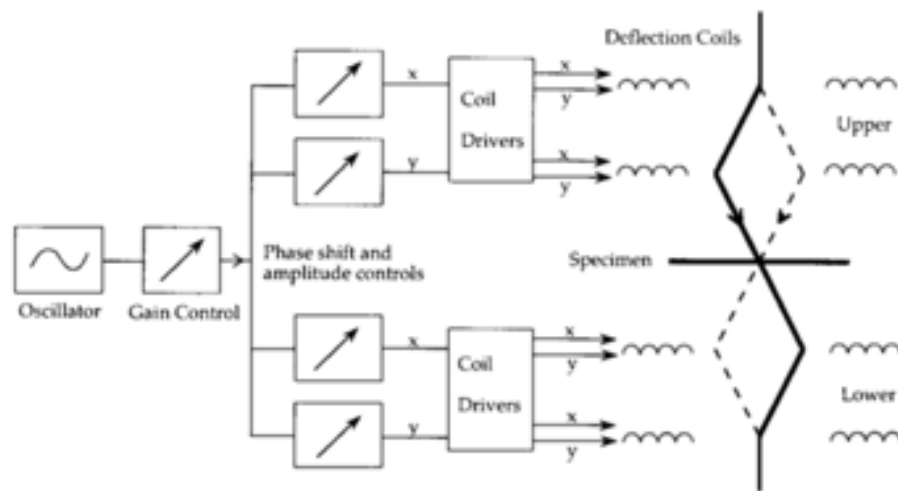 Deflection Coils
x
x
y
Coil
Drivers
Upper
y
x
y
Phase shift and
amplitude controls
Specimen
Oscillator
Gain Control
x
x
y
Coil
Drivers
Lower
y
x
y